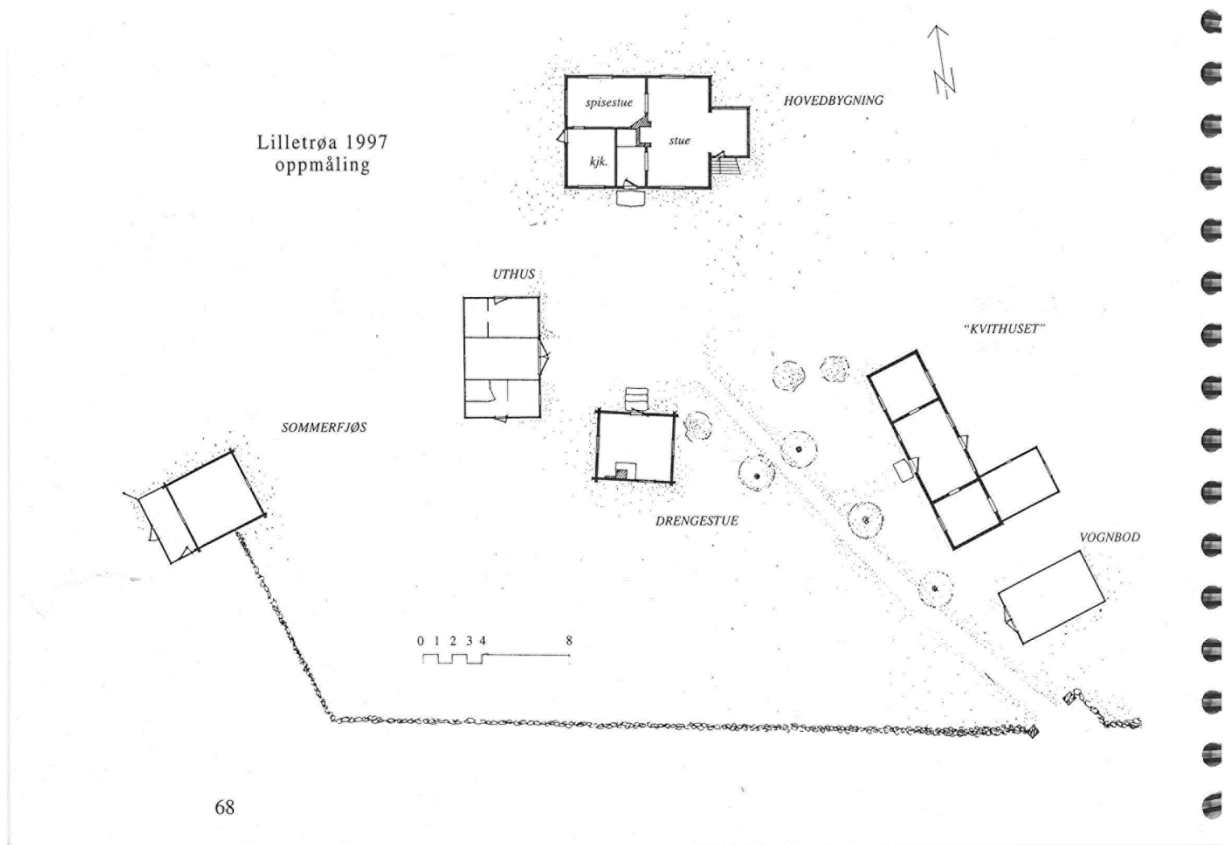 Lilletrøa 1997
oppmåling
HOVEDBYGNING
spisestue
stue
kjk.
N
UTHUS
"KVITHUSET"
SOMMERFJØS
DRENGESTUE
VOGNBOD
0 1 2 3 4 8
68